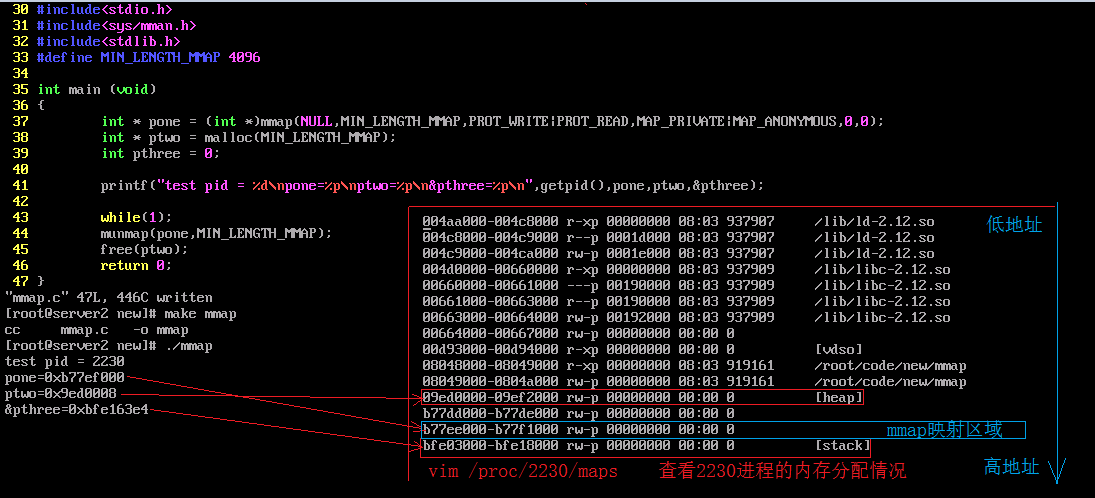 30 #include<stdio.h>
31 #include<sys/mman.h>
32 #include<stdlib.h>
33 #define MIN_LENGTH_MMAP 4096
34
35 int main (void)
36 {
37         int * pone = (int *)mmap(NULL,MIN_LENGTH_MMAP,PROT_WRITE|PROT_READ,MAP_PRIVATE|MAP_ANONYMOUS,0,0);
38         int * ptwo = malloc(MIN_LENGTH_MMAP);
39         int pthree = 0;
40
41         printf("test pid = %d\npone=%p\nptwo=%p\n&pthree=%p\n",getpid(),pone,ptwo,&pthree);
42
43         while(1);
44         munmap(pone,MIN_LENGTH_MMAP);
45         free(ptwo);
46         return 0;
47 }
"mmap.c" 47L, 446C written
[root@server2 new]# make mmap
cc     mmap.c   -o mmap
[root@server2 new]# ./mmap
test pid = 2230
pone=0xb77ef000
ptwo=0x9ed0008
&pthree=0xbfe163e4
004aa000-004c8000 r-xp 00000000 08:03 937907     /lib/ld-2.12.so
低地址
004c8000-004c9000 r--p 0001d000 08:03 937907     /lib/ld-2.12.so
004c9000-004ca000 rw-p 0001e000 08:03 937907     /lib/ld-2.12.so
004d0000-00660000 r-xp 00000000 08:03 937909     /lib/libc-2.12.so
00660000-00661000 ---p 00190000 08:03 937909     /lib/libc-2.12.so
00661000-00663000 r--p 00190000 08:03 937909     /lib/libc-2.12.so
00663000-00664000 rw-p 00192000 08:03 937909     /lib/libc-2.12.so
00664000-00667000 rw-p 00000000 00:00 0
00d93000-00d94000 r-xp 00000000 00:00 0          [vdso]
08048000-08049000 r-xp 00000000 08:03 919161     /root/code/new/mmap
08049000-0804a000 rw-p 00000000 08:03 919161     /root/code/new/mmap
09ed0000-09ef2000 rw-p 00000000 00:00 0          [heap]
b77dd000-b77de000 rw-p 00000000 00:00 0
b77ee000-b77f1000 rw-p 00000000 00:00 0
mmap映射区域
bfe03000-bfe18000 rw-p 00000000 00:00 0          [stack]
高地址
vim /proc/2230/maps    查看2230进程的内存分配情况